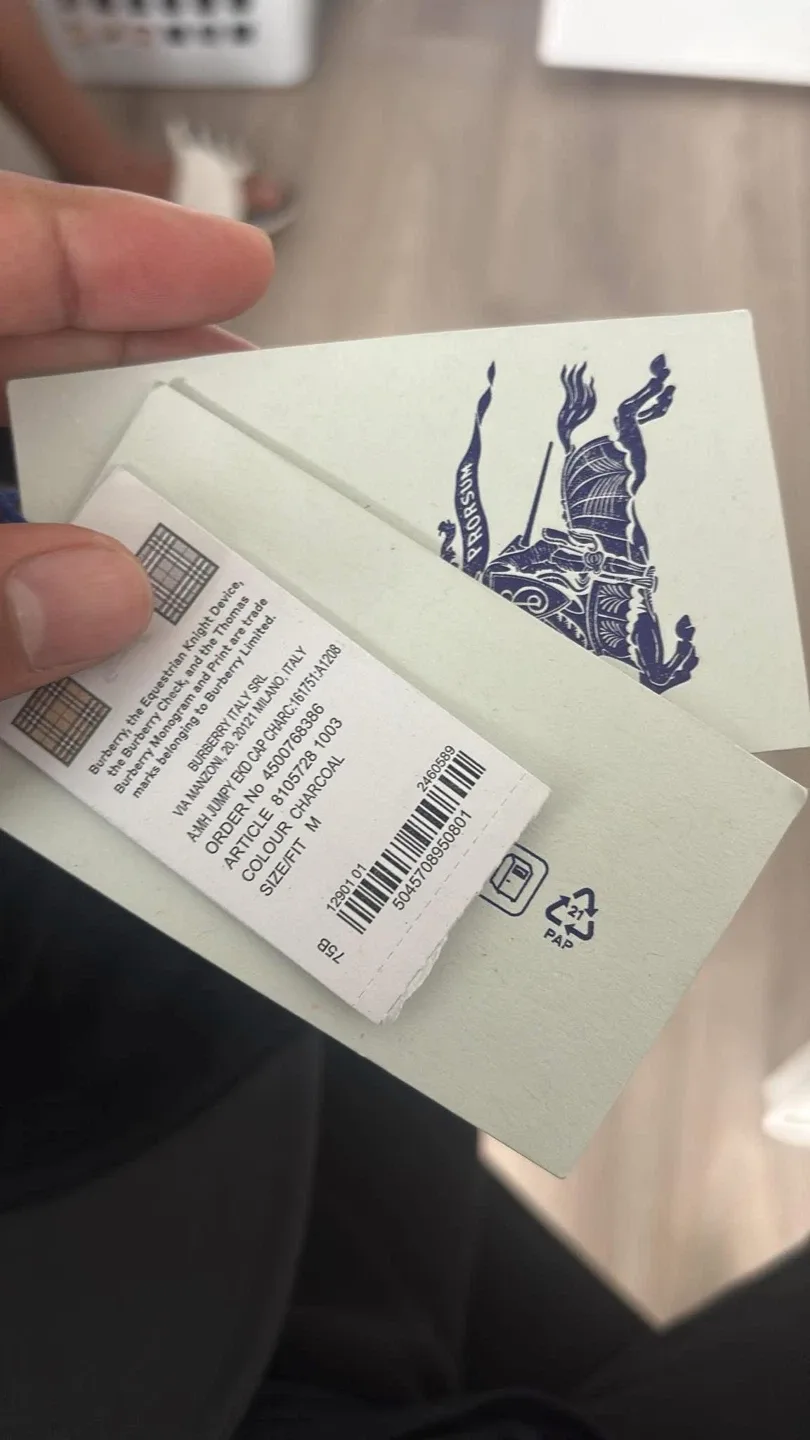 PRORSUM
Burberry, the Equestrian Knight Device,
the Burberry Check, and the Thomas
Burberry Monogram and Print are trade
marks belonging to Burberry Limited.
BURBERRY ITALY SRL
VIA MANZONI, 20, 20121 MILANO, ITALY
A:MH JUMPY EKD CAP CHARC:161751:A1208
ORDER No 4500768386
ARTICLE 8105728 1003
COLOUR CHARCOAL
SIZE/FIT M
12901 01
2460589
5045708950801
75B
21
PAP